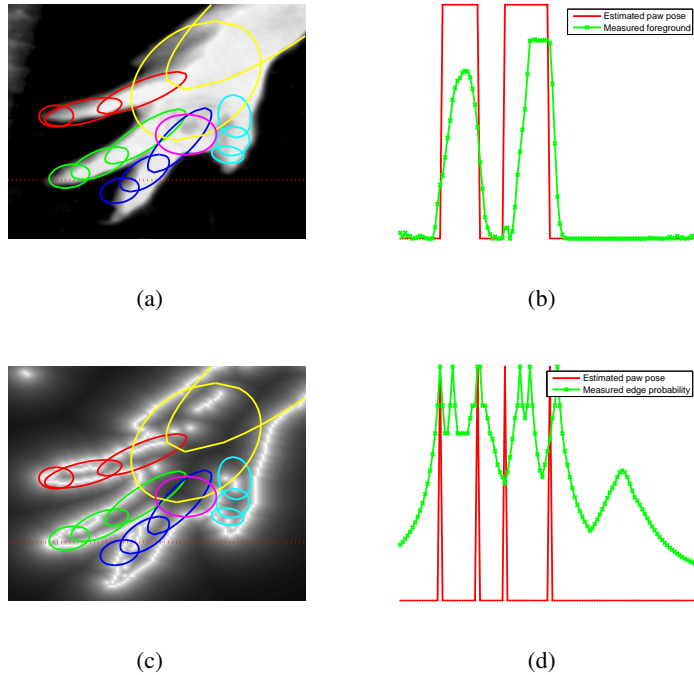 Estimated paw pose
Measured foreground
(a)
(b)
Estimated paw pose
Measured edge probability
(c)
(d)